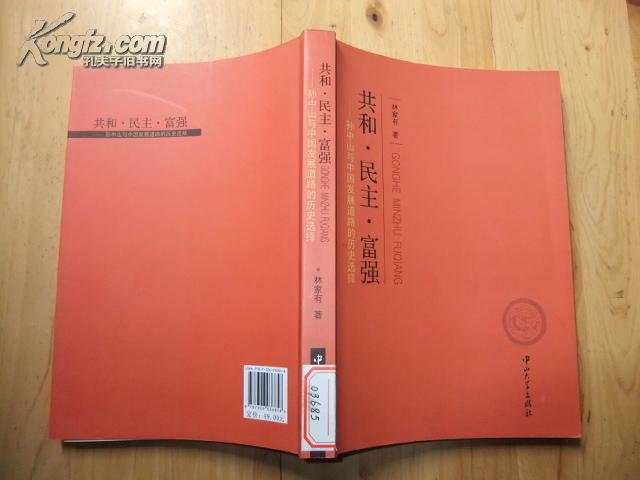 Kongfz.com
孔夫子旧书网
共和·民主·富强
——孙中山与中国发展道路的历史选择
定价：49.00元
共和·民主·富强
孙中山与中国发展道路的历史选择
GONGHE MINZHU FUQIANG
林家有 著
中
03685
林家有 著
共和·民主·富强
GONGHE MINZHU FUQIANG
孙中山与中国发展道路的历史选择
中山大学出版社